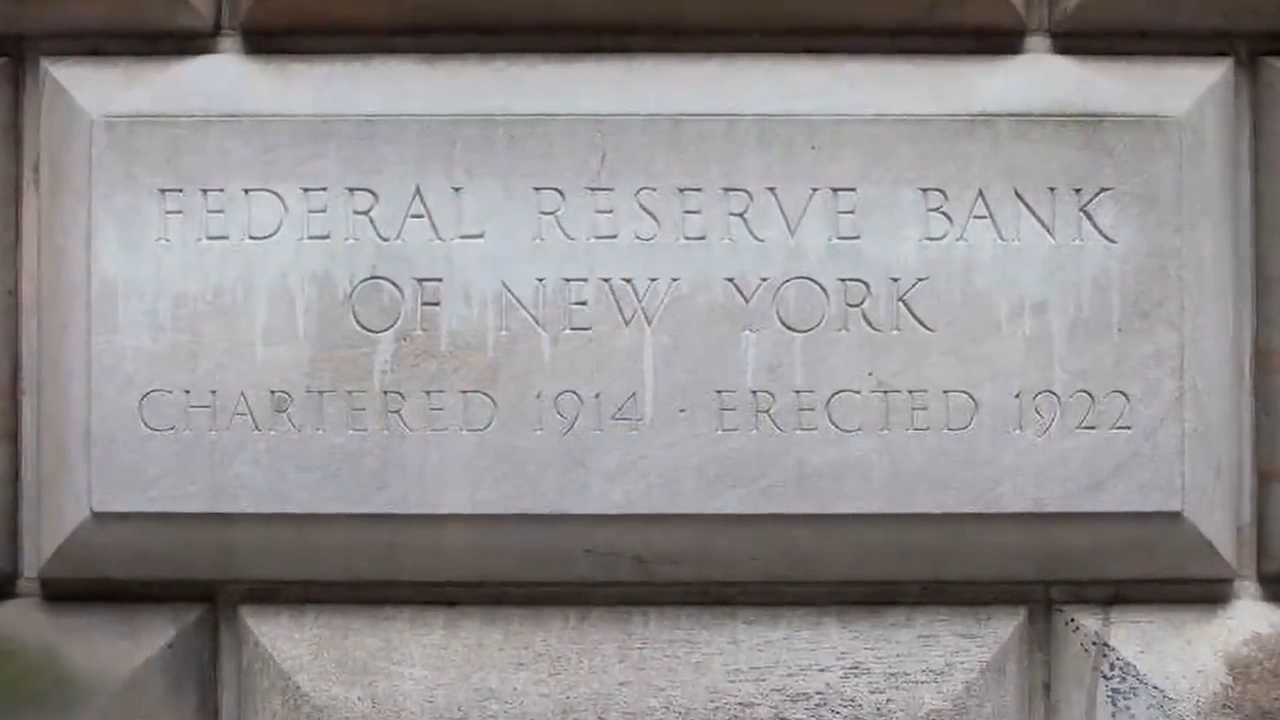 FEDERAL RESERVE BANK
OF NEW YORK
CHARTERED 1914 · ERECTED 1922